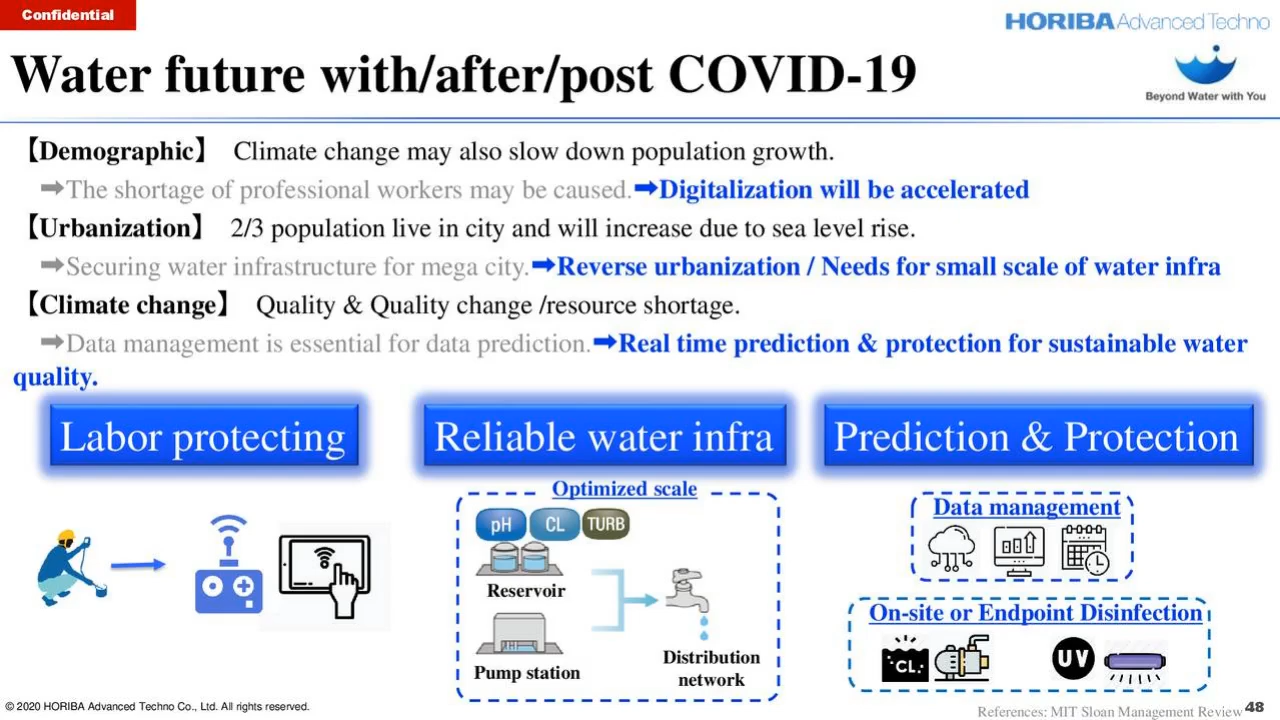 Confidential
HORIBA Advanced Techno
Water future with/after/post COVID-19
Beyond Water with You
【Demographic】 Climate change may also slow down population growth.
➡The shortage of professional workers may be caused.➡Digitalization will be accelerated
【Urbanization】 2/3 population live in city and will increase due to sea level rise.
➡Securing water infrastructure for mega city.➡Reverse urbanization / Needs for small scale of water infra
【Climate change】 Quality & Quality change /resource shortage.
➡Data management is essential for data prediction.➡Real time prediction & protection for sustainable water
quality.
Labor protecting
Reliable water infra
Prediction & Protection
Optimized scale
pH CL TURB
Reservoir
Pump station
Distribution
network
Data management
On-site or Endpoint Disinfection
CL
UV
© 2020 HORIBA Advanced Techno Co., Ltd. All rights reserved.
References: MIT Sloan Management Review
48